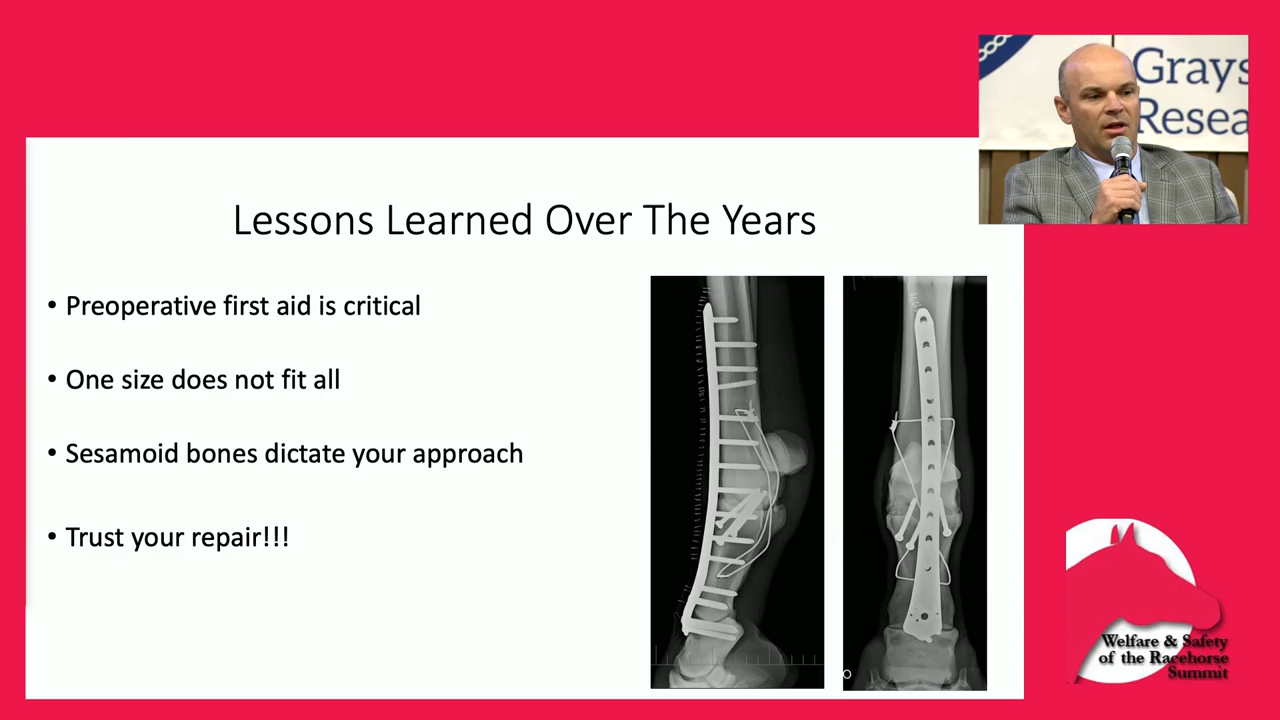 Grays
Resea
Lessons Learned Over The Years
• Preoperative first aid is critical
• One size does not fit all
• Sesamoid bones dictate your approach
• Trust your repair!!!
Welfare & Safety
of the Racehorse
Summit